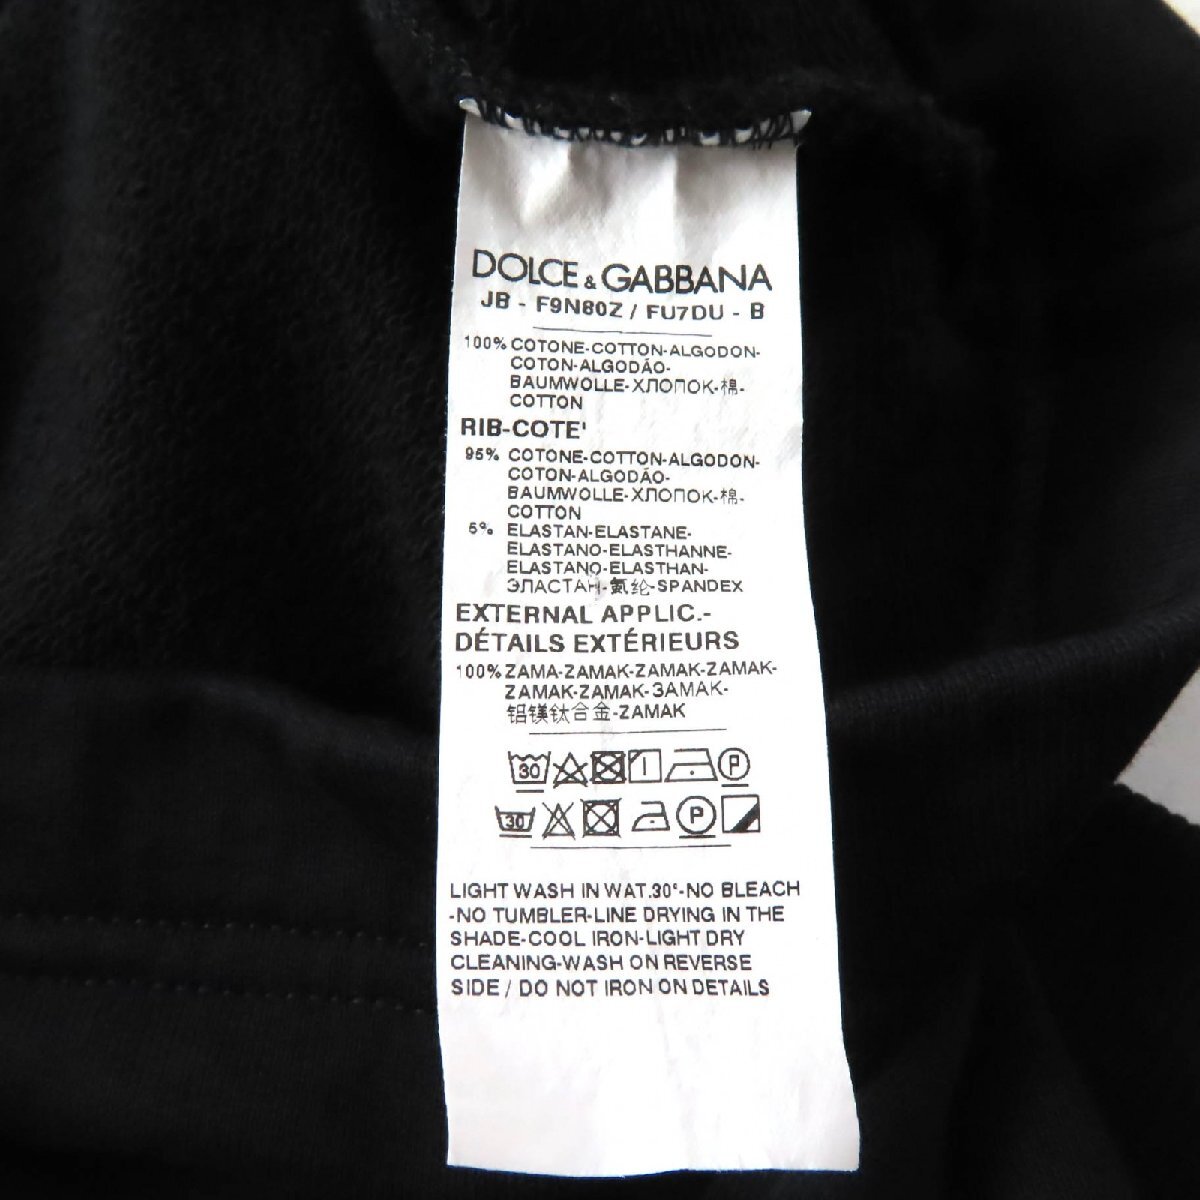 DOLCE & GABBANA
JB - F9N80Z / FU7DU - B
100% COTONE-COTTON-ALGODON-
COTON-ALGODÃO-
BAUMWOLLE-ХЛОПОК-棉-
COTTON
RIB-COTE'
95% COTONE-COTTON-ALGODON-
COTON-ALGODÃO-
BAUMWOLLE-ХЛОПОК-棉-
COTTON
5% ELASTAN-ELASTANE-
ELASTANO-ELASTHANNE-
ELASTANO-ELASTHAN-
ЭЛАСТАН-氨纶-SPANDEX
EXTERNAL APPLIC.-
DÉTAILS EXTÉRIEURS
100% ZAMA-ZAMAK-ZAMAK-ZAMAK-
ZAMAK-ZAMAK-ЗАМАК-
铝镁钛合金-ZAMAK
30 P
30 P
LIGHT WASH IN WAT.30°-NO BLEACH
-NO TUMBLER-LINE DRYING IN THE
SHADE-COOL IRON-LIGHT DRY
CLEANING-WASH ON REVERSE
SIDE / DO NOT IRON ON DETAILS